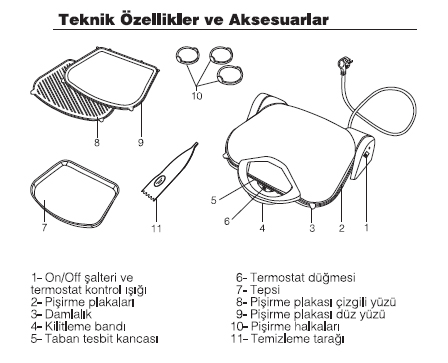 Teknik Özellikler ve Aksesuarlar
10
8
9
7
11
5
6
4
3
2
1
1- On/Off şalteri ve
termostat kontrol ışığı
2- Pişirme plakaları
3- Damlalık
4- Kilitleme bandı
5- Taban tesbit kancası
6- Termostat düğmesi
7- Tepsi
8- Pişirme plakası çizgili yüzü
9- Pişirme plakası düz yüzü
10- Pişirme halkaları
11- Temizleme tarağı